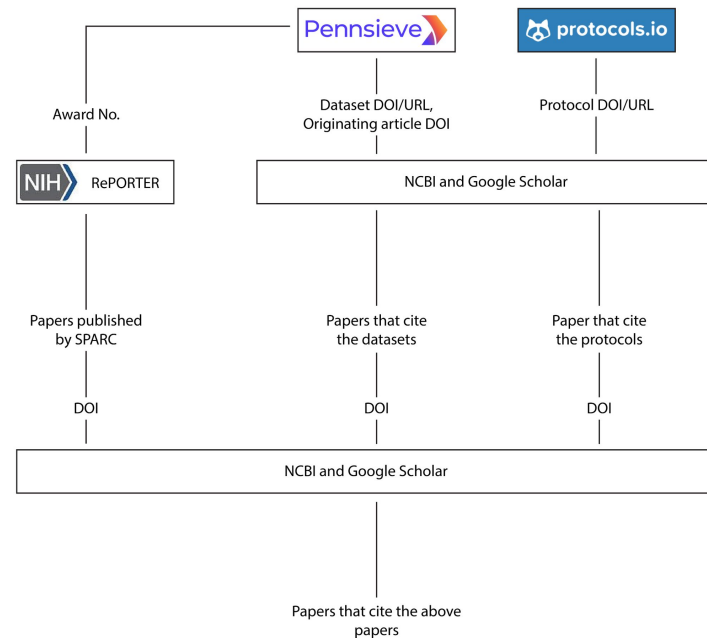 Pennsieve
protocols.io
Award No.
Dataset DOI/URL,
Originating article DOI
Protocol DOI/URL
NIH
RePORTER
NCBI and Google Scholar
Papers published
by SPARC
Papers that cite
the datasets
Paper that cite
the protocols
DOI
DOI
DOI
NCBI and Google Scholar
Papers that cite the above
papers